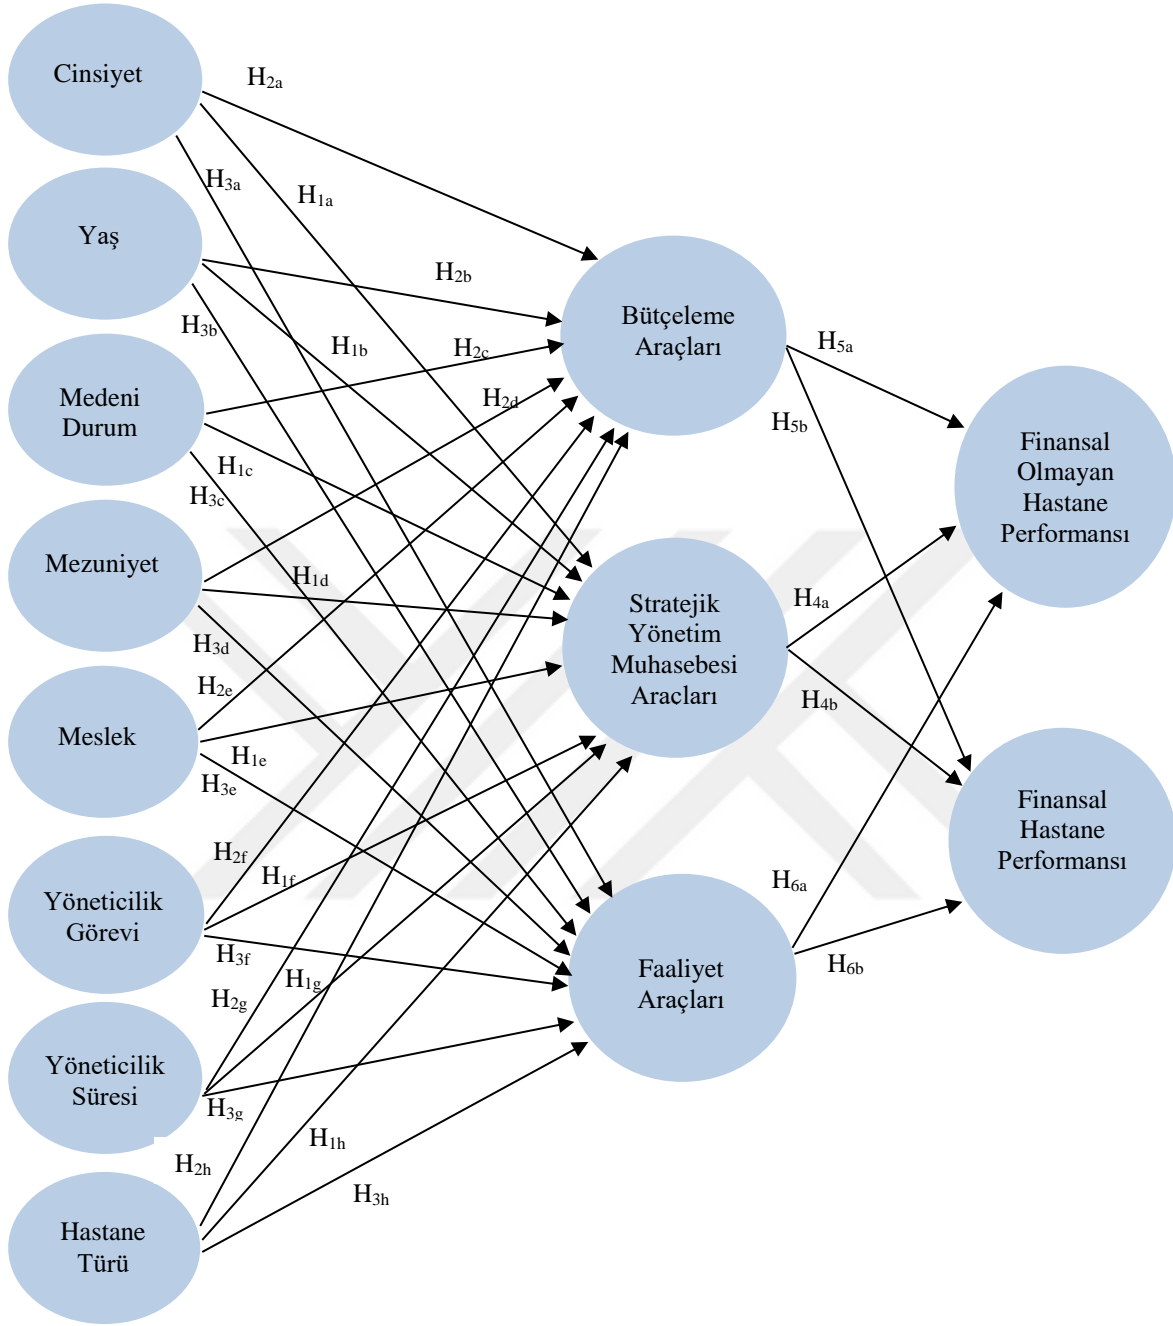 Cinsiyet
H2a
H3a
H1a
Yaş
H2b
H3b
H1b
H2c
Bütçeleme
Araçları
H5a
Medeni
Durum
H2d
H5b
H1c
H3c
Finansal
Olmayan
Hastane
Performansı
Mezuniyet
H1d
H3d
Stratejik
Yönetim
Muhasebesi
Araçları
H4a
H2e
H4b
Meslek
H1e
H3e
Finansal
Hastane
Performansı
H2f
H1f
H6a
Yöneticilik
Görevi
H3f
H1g
H2g
Faaliyet
Araçları
H6b
Yöneticilik
Süresi
H3g
H1h
H2h
H3h
Hastane
Türü